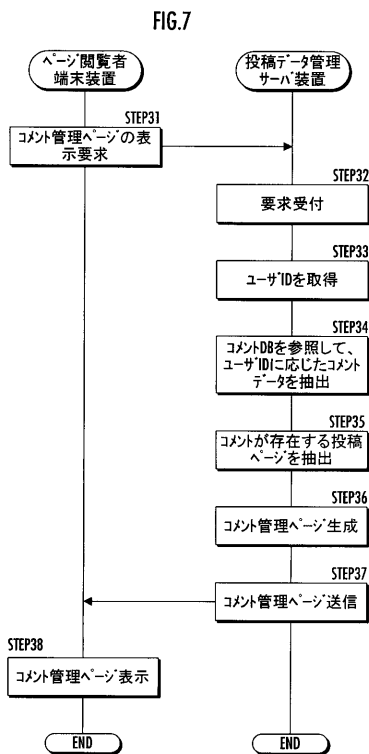 FIG.7
ページ閲覧者
端末装置
投稿データ管理
サーバ装置
STEP31
コメント管理ページの表
示要求
STEP32
要求受付
STEP33
ユーザIDを取得
STEP34
コメントDBを参照して、
ユーザIDに応じたコメント
データを抽出
STEP35
コメントが存在する投稿
ページを抽出
STEP36
コメント管理ページ生成
STEP37
コメント管理ページ送信
STEP38
コメント管理ページ表示
END
END